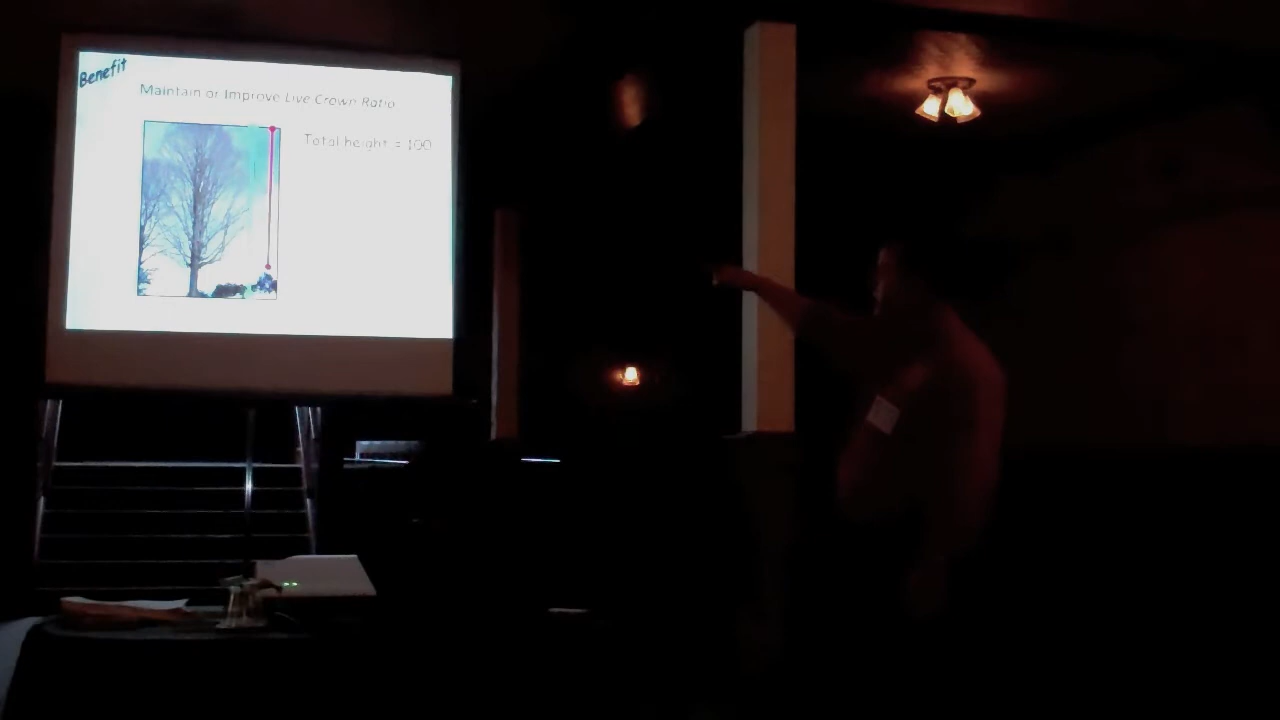 Benefit
Maintain or Improve Live Crown Ratio
Total height = 100